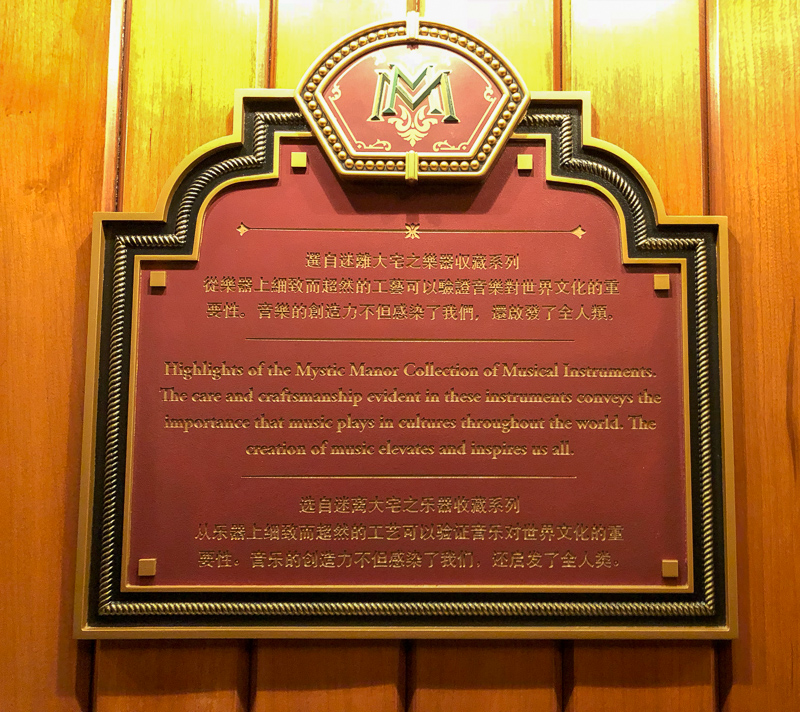 MM
選自迷離大宅之樂器收藏系列
從樂器上細致而超然的工藝可以驗證音樂對世界文化的重
要性。音樂的創造力不但感染了我們，還啟發了全人類。
Highlights of the Mystic Manor Collection of Musical Instruments.
The care and craftsmanship evident in these instruments conveys the
importance that music plays in cultures throughout the world. The
creation of music elevates and inspires us all.
选自迷离大宅之乐器收藏系列
从乐器上细致而超然的工艺可以验证音乐对世界文化的重
要性。音乐的创造力不但感染了我们，还启发了全人类。